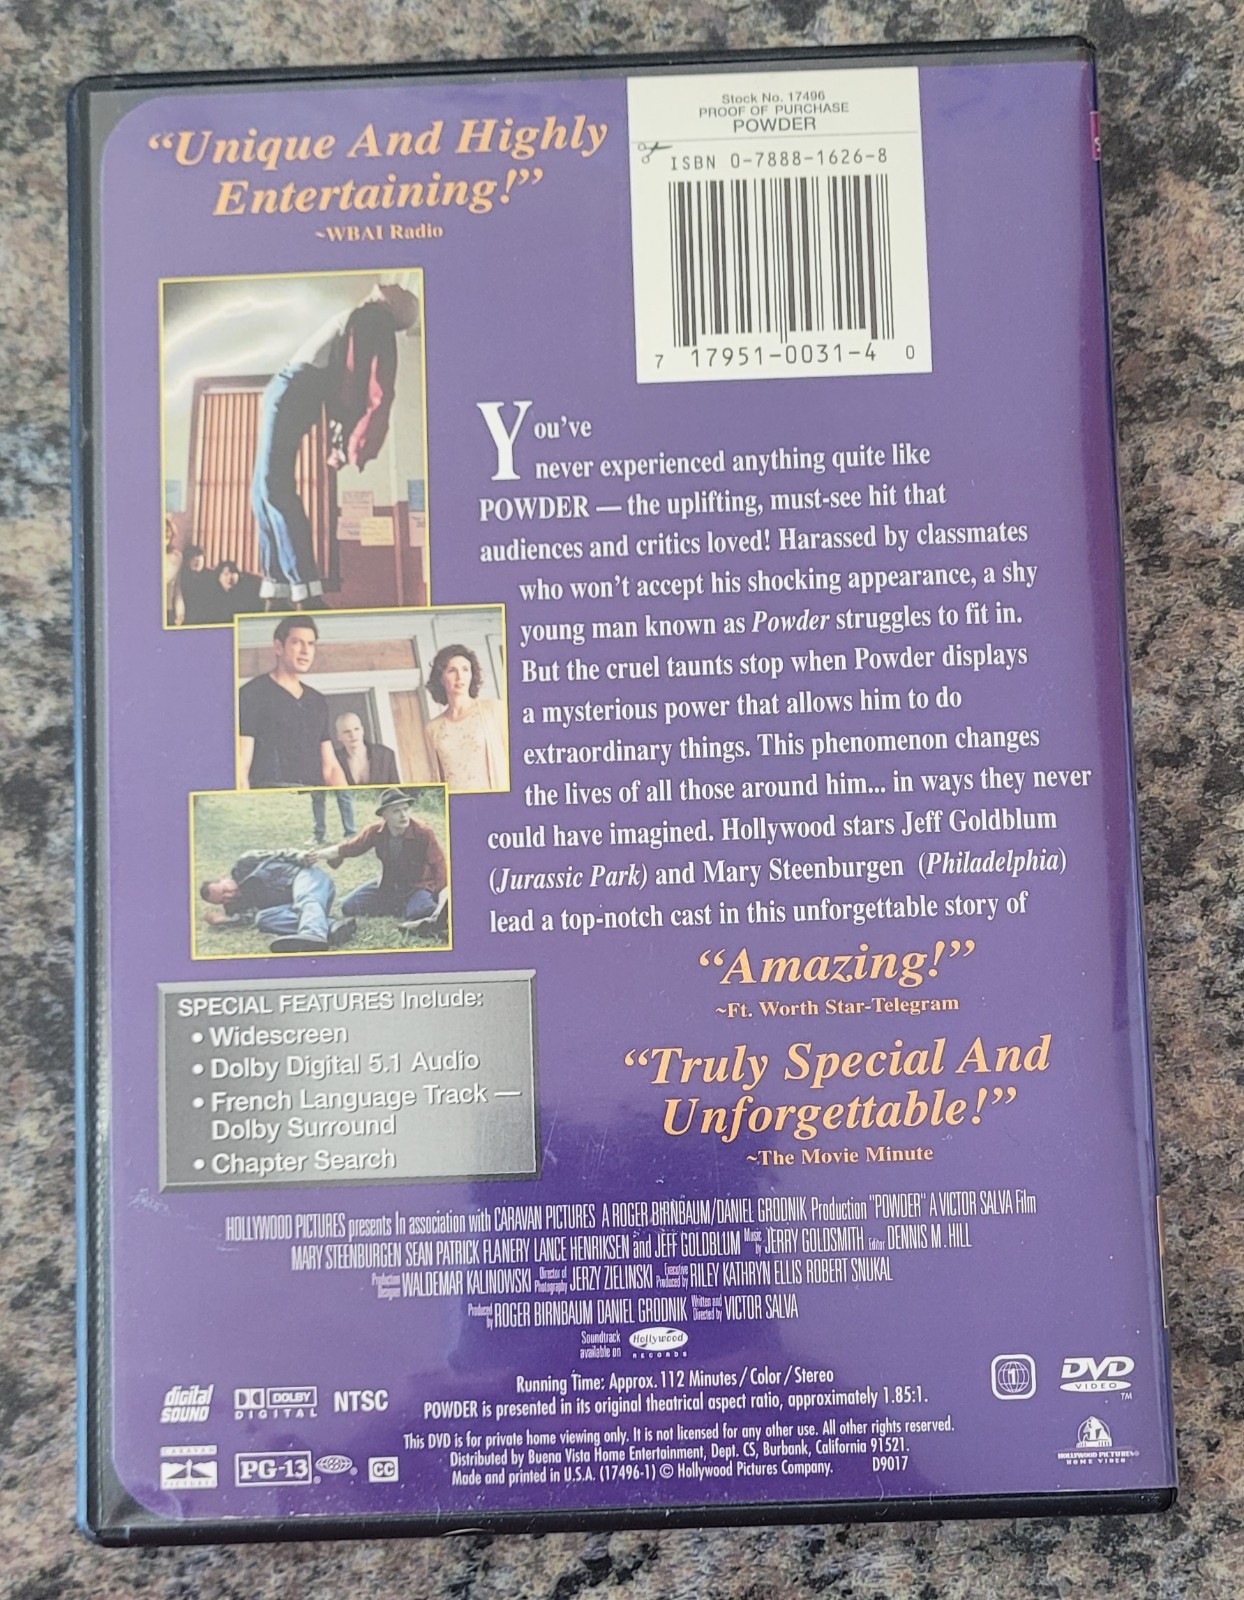 “Unique And Highly
Entertaining!”
~WBAI Radio
Stock No. 17496
PROOF OF PURCHASE
POWDER
ISBN 0-7888-1626-8
7 17951-0031-4 0
You’ve
never experienced anything quite like
POWDER — the uplifting, must-see hit that
audiences and critics loved! Harassed by classmates
who won’t accept his shocking appearance, a shy
young man known as Powder struggles to fit in.
But the cruel taunts stop when Powder displays
a mysterious power that allows him to do
extraordinary things. This phenomenon changes
the lives of all those around him... in ways they never
could have imagined. Hollywood stars Jeff Goldblum
(Jurassic Park) and Mary Steenburgen (Philadelphia)
lead a top-notch cast in this unforgettable story of
“Amazing!”
~Ft. Worth Star-Telegram
“Truly Special And
Unforgettable!”
~The Movie Minute
SPECIAL FEATURES Include:
• Widescreen
• Dolby Digital 5.1 Audio
• French Language Track —
Dolby Surround
• Chapter Search
HOLLYWOOD PICTURES presents In association with CARAVAN PICTURES A ROGER BIRNBAUM/DANIEL GRODNIK Production "POWDER" A VICTOR SALVA Film
MARY STEENBURGEN SEAN PATRICK FLANERY LANCE HENRIKSEN and JEFF GOLDBLUM Music by JERRY GOLDSMITH Editor DENNIS M. HILL
Production Designer WALDEMAR KALINOWSKI Director of Photography JERZY ZIELINSKI Executive Produced by RILEY KATHRYN ELLIS ROBERT SNUKAL
Produced by ROGER BIRNBAUM DANIEL GRODNIK Written and Directed by VICTOR SALVA
Soundtrack available on Hollywood RECORDS
Running Time: Approx. 112 Minutes / Color / Stereo
POWDER is presented in its original theatrical aspect ratio, approximately 1.85:1.
This DVD is for private home viewing only. It is not licensed for any other use. All other rights reserved.
Distributed by Buena Vista Home Entertainment, Dept. CS, Burbank, California 91521.
Made and printed in U.S.A. (17496-1) © Hollywood Pictures Company. D9017
digital SOUND
DOLBY DIGITAL
NTSC
CARAVAN PICTURES
PG-13
CC
1
DVD VIDEO TM
HOLLYWOOD PICTURES® HOME VIDEO